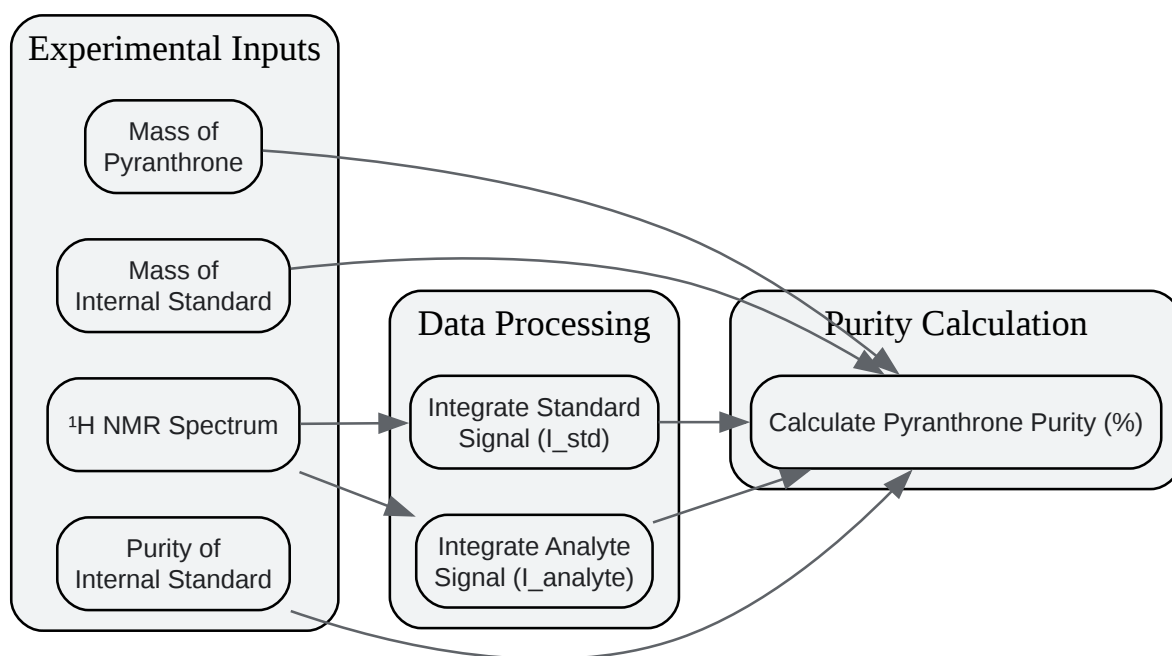 Experimental Inputs
Mass of
Pyranthrone
Mass of
Internal Standard
¹H NMR Spectrum
Purity of
Internal Standard
Data Processing
Integrate Standard
Signal (I_std)
Integrate Analyte
Signal (I_analyte)
Purity Calculation
Calculate Pyranthrone Purity (%)